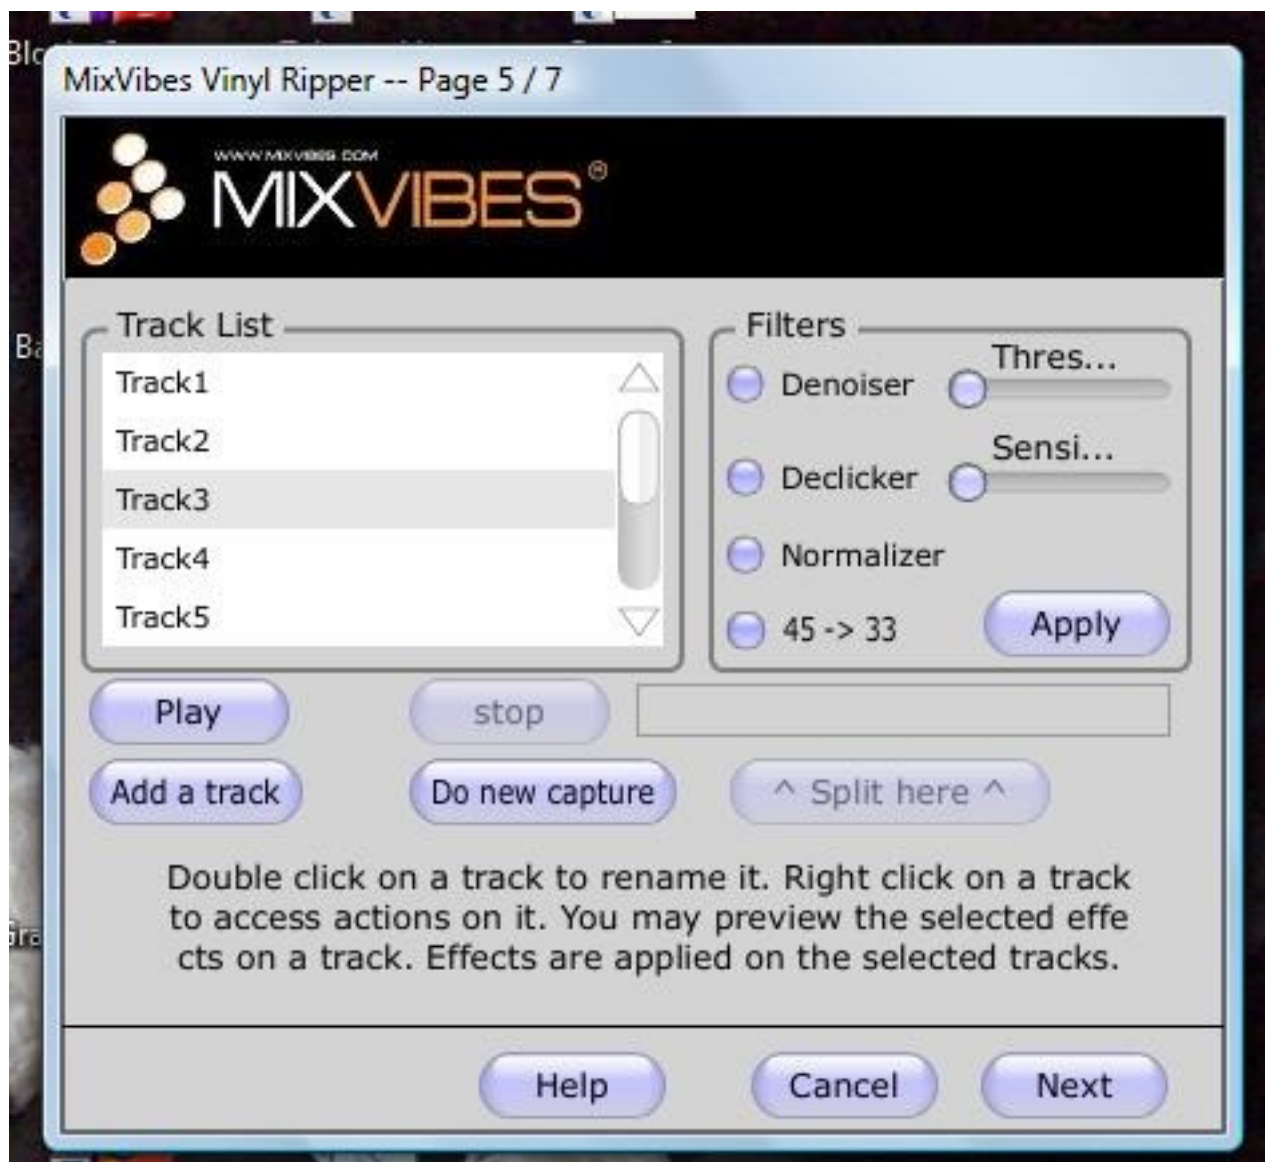 MixVibes Vinyl Ripper -- Page 5 / 7
WWW.MIXVIBES.COM
MIXVIBES®
Track List
Track1
Track2
Track3
Track4
Track5
Filters
Denoiser
Thres...
Declicker
Sensi...
Normalizer
45 -> 33
Apply
Play
stop
Add a track
Do new capture
^ Split here ^
Double click on a track to rename it. Right click on a track
to access actions on it. You may preview the selected effe
cts on a track. Effects are applied on the selected tracks.
Help
Cancel
Next